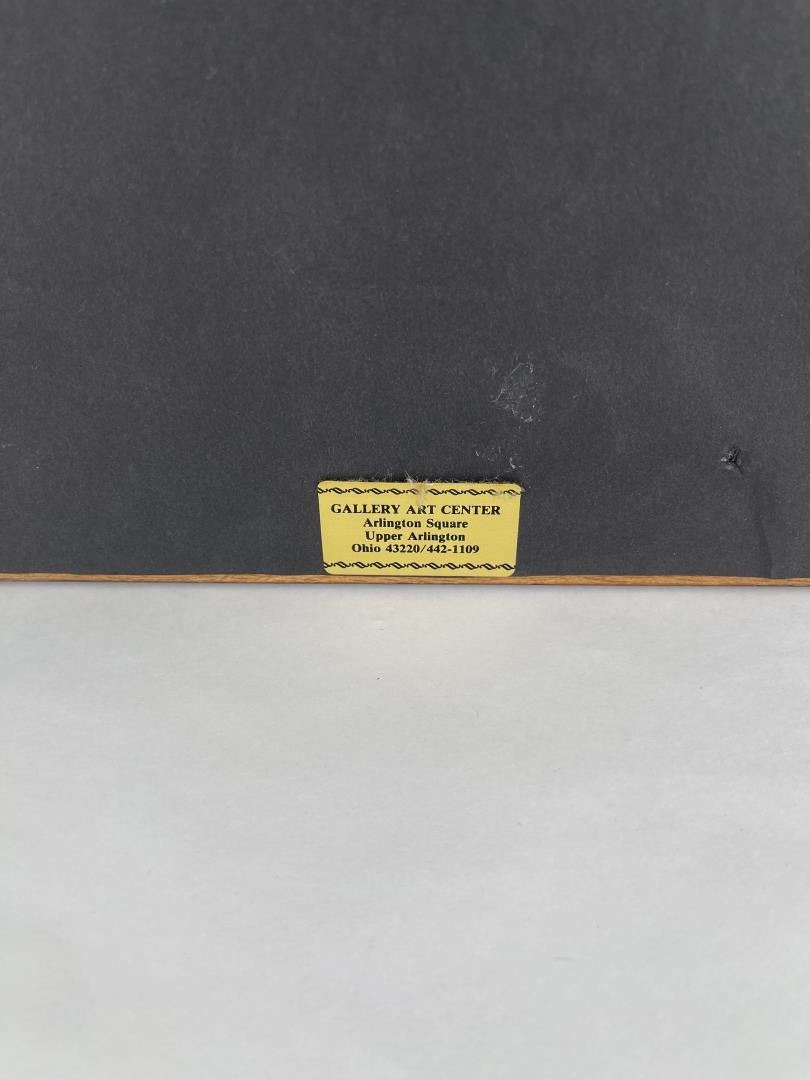 GALLERY ART CENTER
Arlington Square
Upper Arlington
Ohio 43220/442-1109